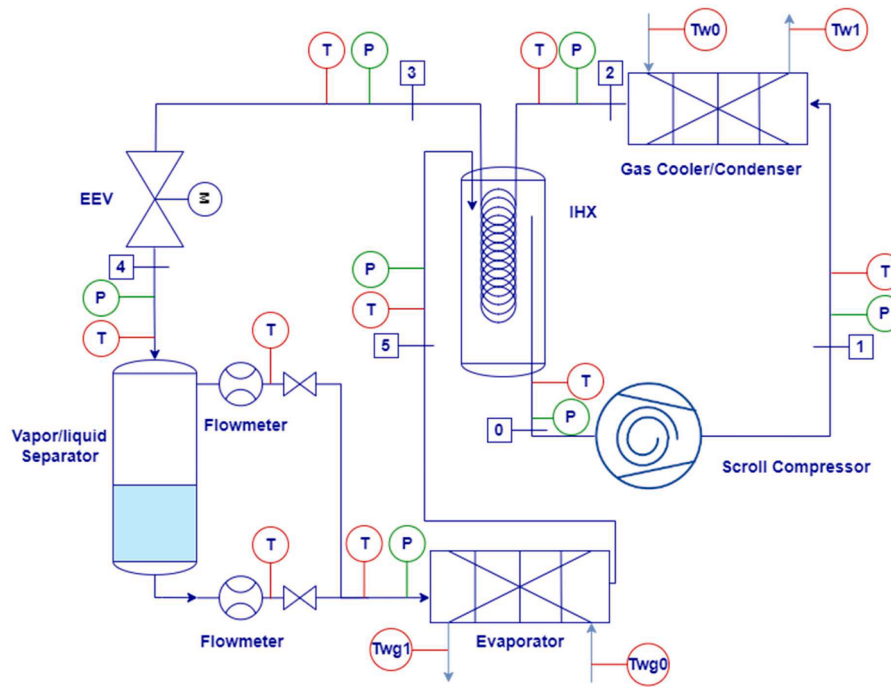 Tw0
Tw1
T
P
3
T
P
2
Gas Cooler/Condenser
EEV
M
IHX
4
P
T
P
T
5
T
P
1
T
Flowmeter
Vapor/liquid
Separator
T
P
0
Scroll Compressor
T
T
P
Flowmeter
Evaporator
Twg1
Twg0